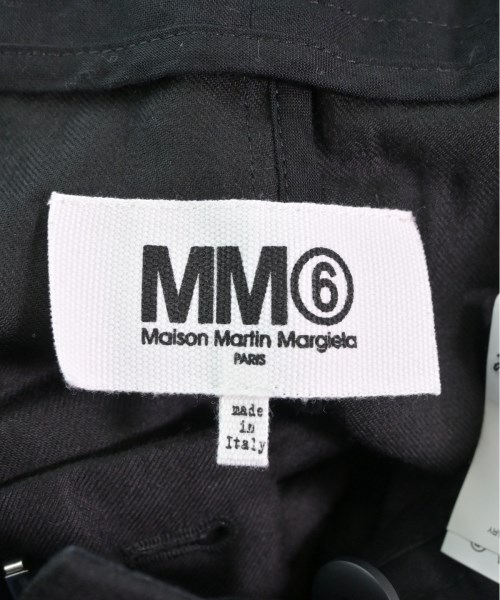 MM⑥
Maison Martin Margiela
PARIS
made
in
Italy